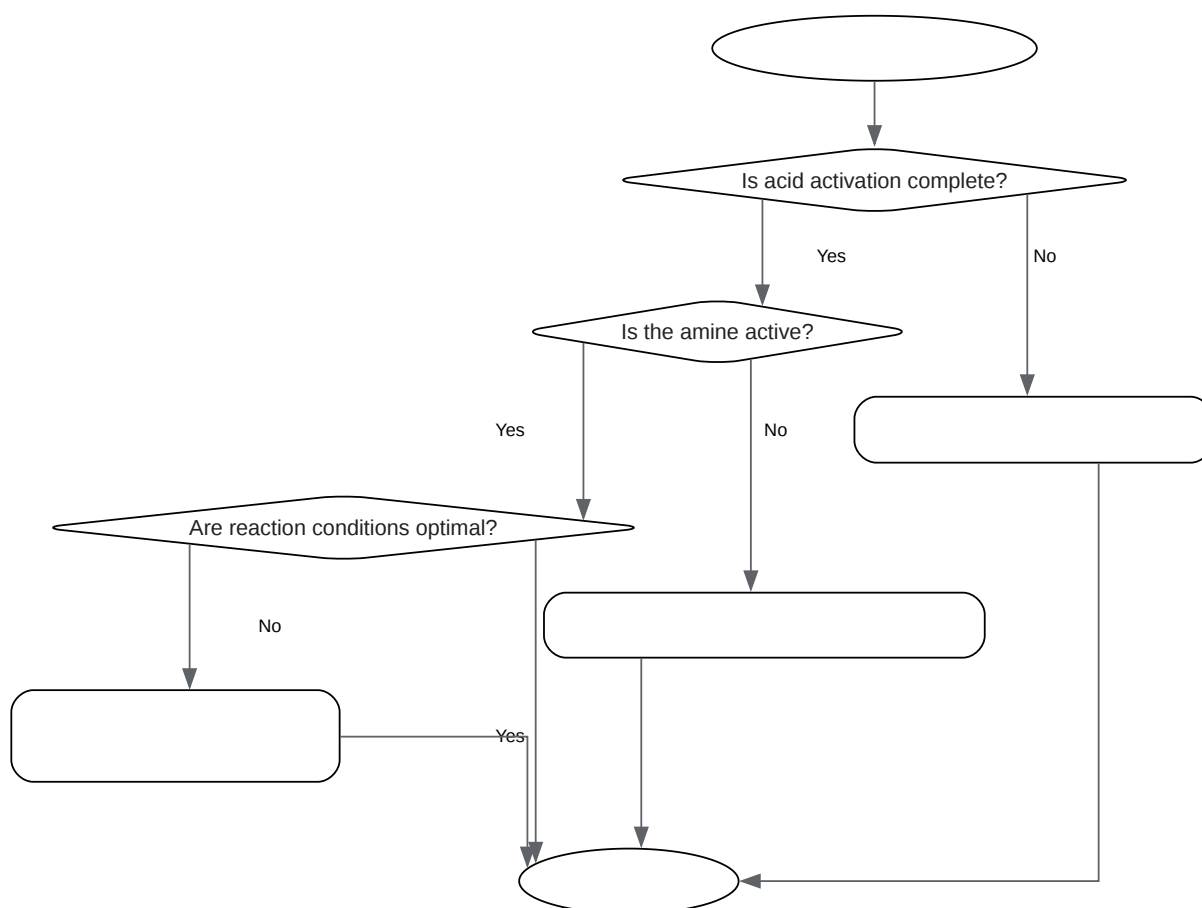 Is acid activation complete?
Yes
No
Is the amine active?
Yes
No
Are reaction conditions optimal?
No
Yes